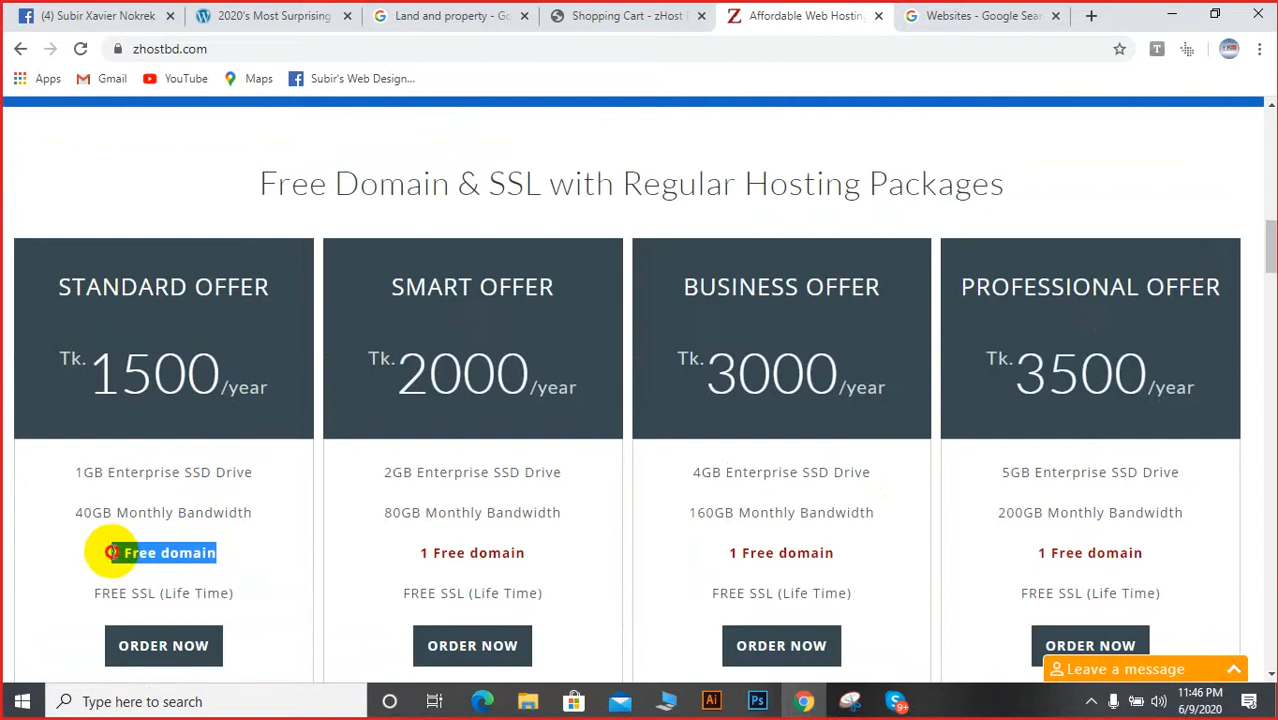 (4) Subir Xavier Nokrek
2020's Most Surprising
Land and property - Go
Shopping Cart - zHost
Affordable Web Hostin
Websites - Google Sear
zhostbd.com
Apps
Gmail
YouTube
Maps
Subir's Web Design...
Free Domain & SSL with Regular Hosting Packages
STANDARD OFFER
Tk. 1500/year
1GB Enterprise SSD Drive
40GB Monthly Bandwidth
Free domain
FREE SSL (Life Time)
ORDER NOW
SMART OFFER
Tk. 2000/year
2GB Enterprise SSD Drive
80GB Monthly Bandwidth
1 Free domain
FREE SSL (Life Time)
ORDER NOW
BUSINESS OFFER
Tk. 3000/year
4GB Enterprise SSD Drive
160GB Monthly Bandwidth
1 Free domain
FREE SSL (Life Time)
ORDER NOW
PROFESSIONAL OFFER
Tk. 3500/year
5GB Enterprise SSD Drive
200GB Monthly Bandwidth
1 Free domain
FREE SSL (Life Time)
ORDER NOW
Leave a message
Type here to search
Ai
Ps
9+
11:46 PM
6/9/2020